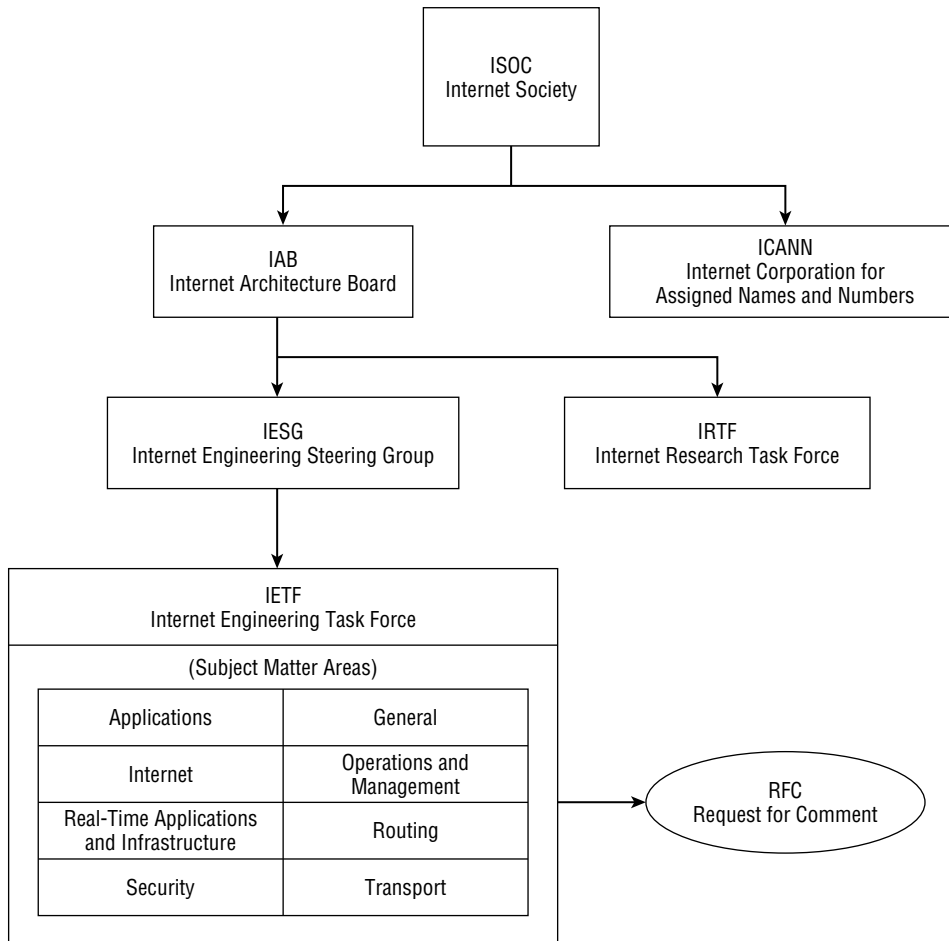 ISOC
Internet Society
IAB
Internet Architecture Board
ICANN
Internet Corporation for
Assigned Names and Numbers
IESG
Internet Engineering Steering Group
IRTF
Internet Research Task Force
IETF
Internet Engineering Task Force
(Subject Matter Areas)
Applications
General
Internet
Operations and
Management
Real-Time Applications
and Infrastructure
Routing
Security
Transport
RFC
Request for Comment